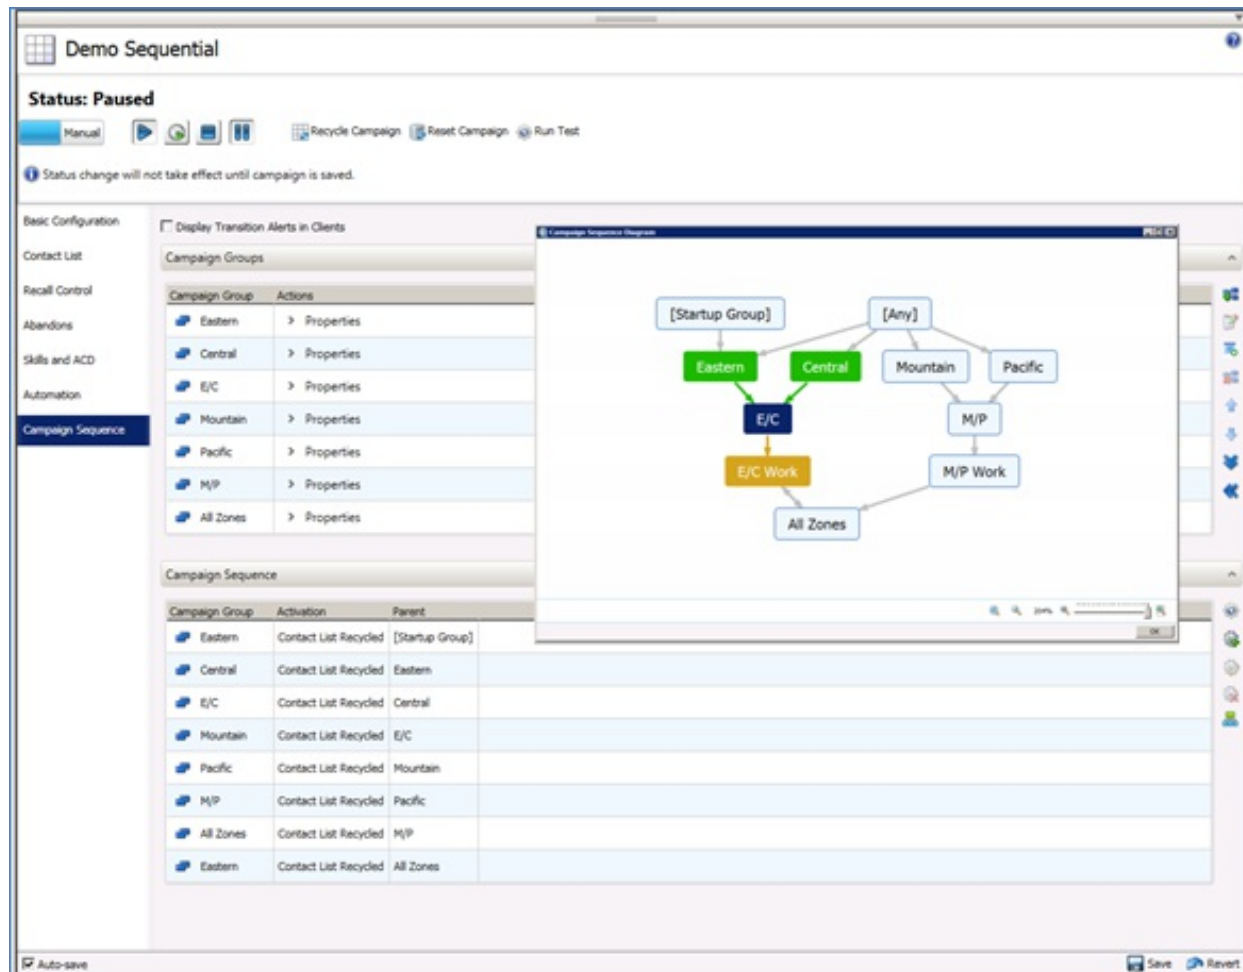 Demo Sequential
Status: Paused
Manual
Recycle Campaign Reset Campaign Run Test
Status change will not take effect until campaign is saved.
Basic Configuration
Contact List
Recall Control
Abandons
Skills and ACD
Automation
Campaign Sequence
Display Transition Alerts in Clients
Campaign Groups
Campaign Group Actions
Eastern > Properties
Central > Properties
E/C > Properties
Mountain > Properties
Pacific > Properties
M/P > Properties
All Zones > Properties
Campaign Sequence Diagram
[Startup Group] [Any]
Eastern Central Mountain Pacific
E/C M/P
E/C Work M/P Work
All Zones
OK
Campaign Sequence
Campaign Group Activation Parent
Eastern Contact List Recycled [Startup Group]
Central Contact List Recycled Eastern
E/C Contact List Recycled Central
Mountain Contact List Recycled E/C
Pacific Contact List Recycled Mountain
M/P Contact List Recycled Pacific
All Zones Contact List Recycled M/P
Eastern Contact List Recycled All Zones
Auto-save
Save Revert